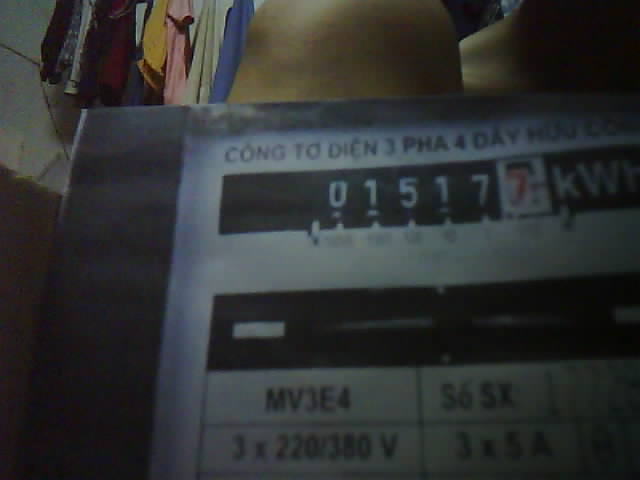 CÔNG TƠ ĐIỆN 3 PHA 4 DÂY HỮU CÔNG
01517 7 kWh
MV3E4 Số SX
3 x 220/380 V 3 x 5 A